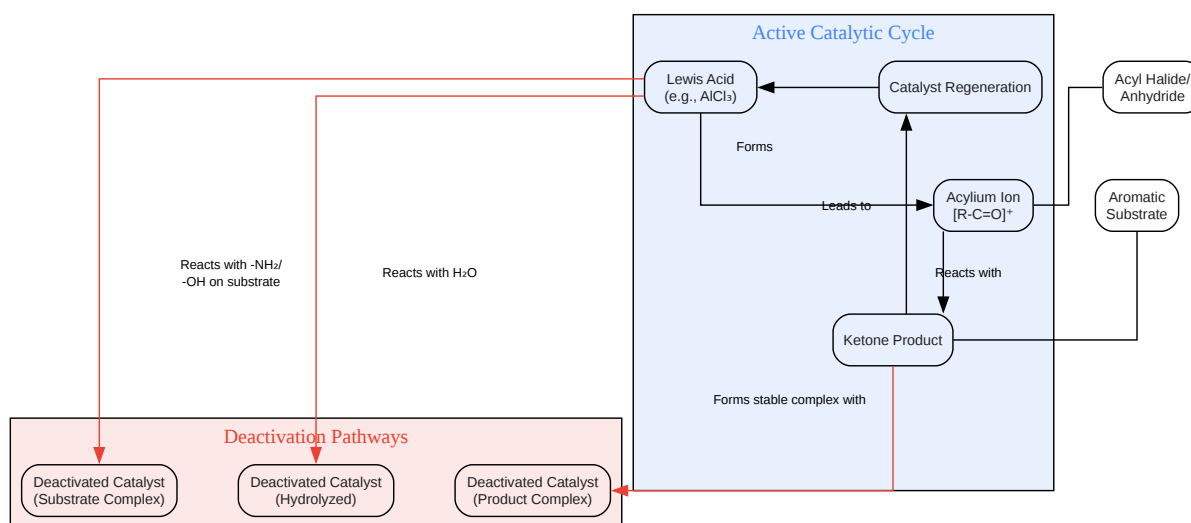 Active Catalytic Cycle
Lewis Acid
(e.g., AlCl₃)
Catalyst Regeneration
Acyl Halide/
Anhydride
Forms
Leads to
Acylium Ion
[R-C=O]⁺
Aromatic
Substrate
Reacts with -NH₂/
-OH on substrate
Reacts with H₂O
Reacts with
Ketone Product
Forms stable complex with
Deactivation Pathways
Deactivated Catalyst
(Substrate Complex)
Deactivated Catalyst
(Hydrolyzed)
Deactivated Catalyst
(Product Complex)